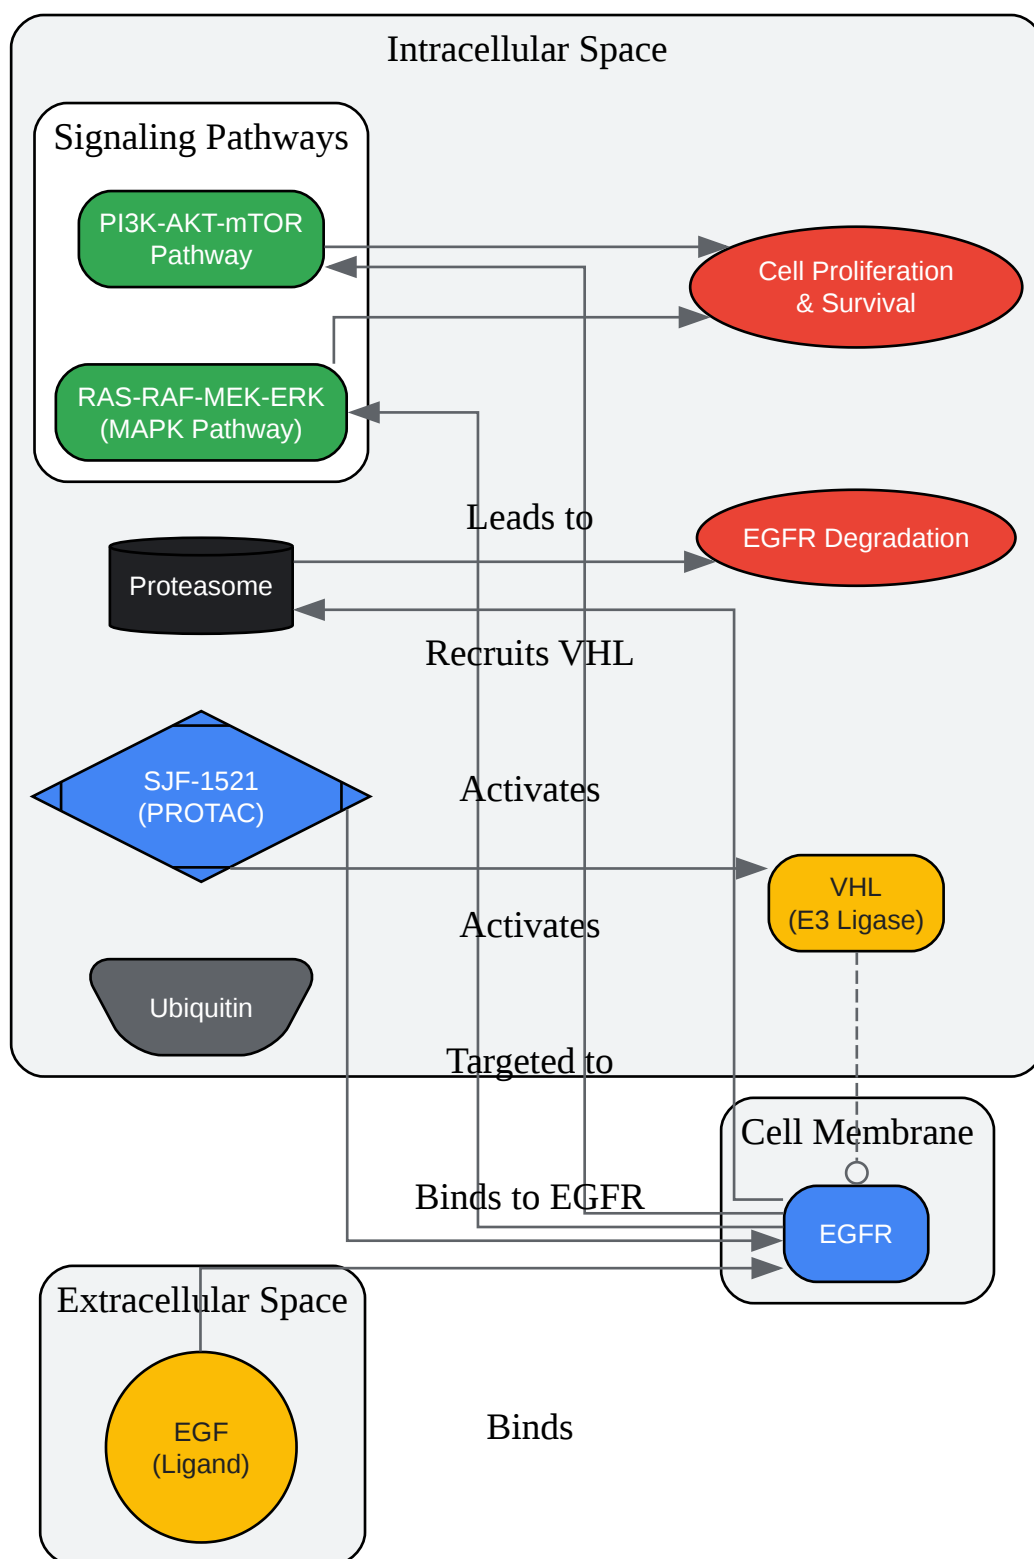 Intracellular Space
Signaling Pathways
PI3K-AKT-mTOR
Pathway
Cell Proliferation
& Survival
RAS-RAF-MEK-ERK
(MAPK Pathway)
Leads to
EGFR Degradation
Proteasome
Recruits VHL
SJF-1521
(PROTAC)
Activates
VHL
(E3 Ligase)
Activates
Ubiquitin
Targeted to
Cell Membrane
Binds to EGFR
EGFR
Extracellular Space
EGF
(Ligand)
Binds